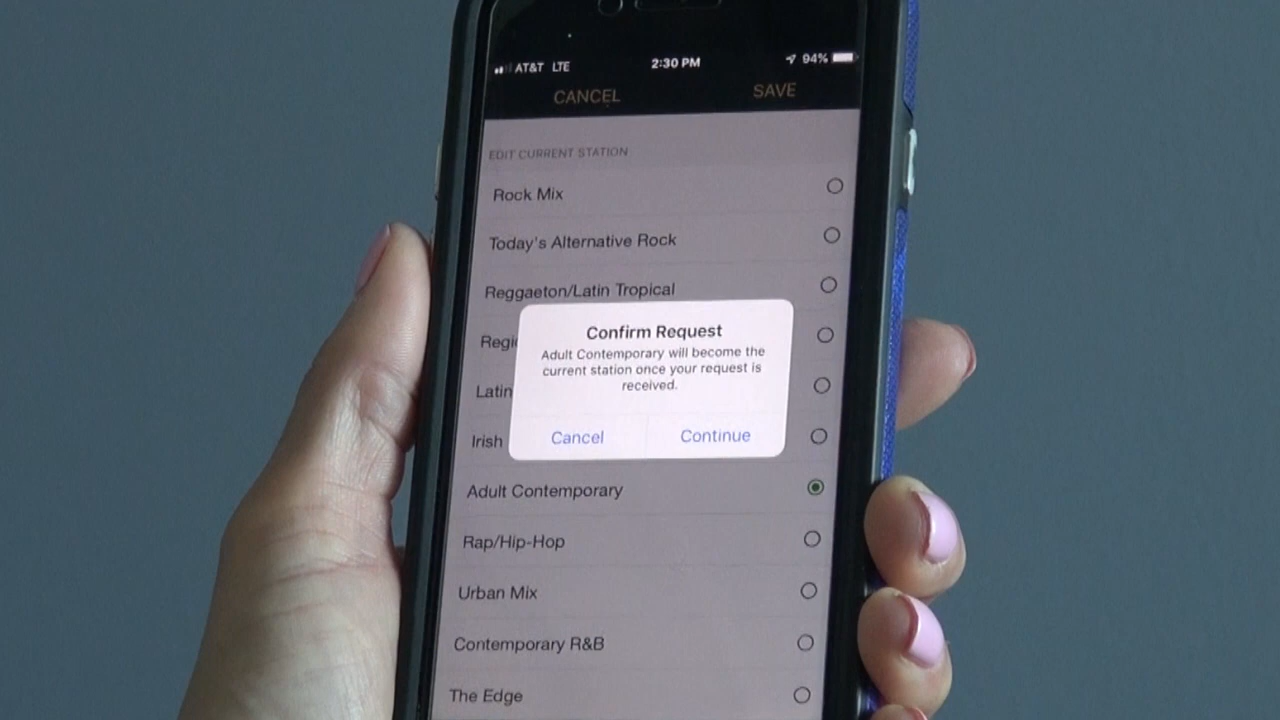 AT&T LTE 2:30 PM 94%
CANCEL SAVE
EDIT CURRENT STATION
Rock Mix
Today's Alternative Rock
Reggaeton/Latin Tropical
Regi
Confirm Request
Adult Contemporary will become the
current station once your request is
received.
Latin
Cancel Continue
Irish
Adult Contemporary
Rap/Hip-Hop
Urban Mix
Contemporary R&B
The Edge